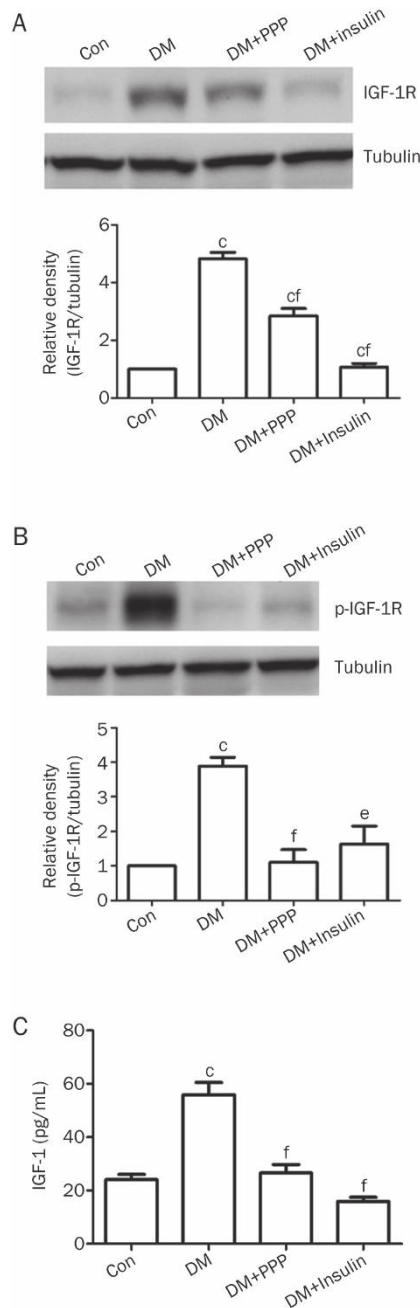 A
Con DM DM+PPP DM+insulin
IGF-1R
Tubulin
Relative density
(IGF-1R/tubulin)
6
4
2
0
c
cf
cf
Con DM DM+PPP DM+Insulin
B
Con DM DM+PPP DM+Insulin
p-IGF-1R
Tubulin
Relative density
(p-IGF-1R/tubulin)
5
4
3
2
1
0
c
f
e
Con DM DM+PPP DM+Insulin
C
IGF-1 (pg/mL)
80
60
40
20
0
c
f
f
Con DM DM+PPP DM+Insulin